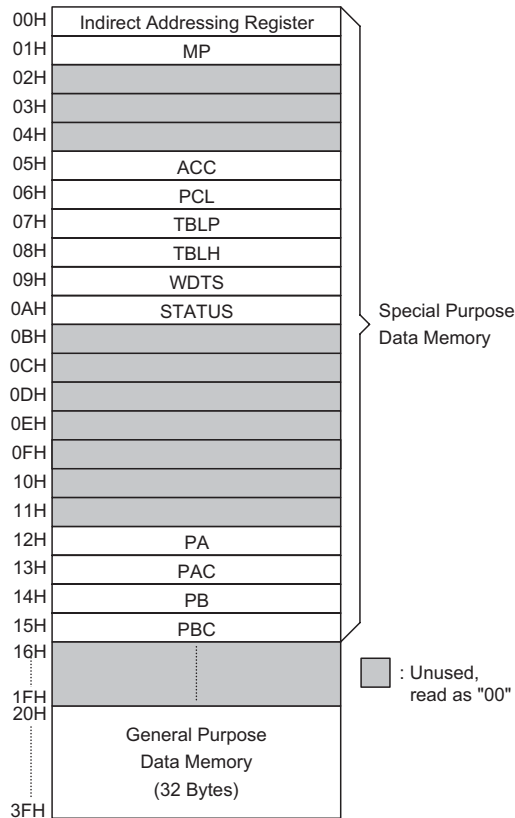 00H Indirect Addressing Register
01H MP
02H
03H
04H
05H ACC
06H PCL
07H TBLP
08H TBLH
09H WDTS
0AH STATUS
Special Purpose
0BH
Data Memory
0CH
0DH
0EH
0FH
10H
11H
12H PA
13H PAC
14H PB
15H PBC
16H
: Unused,
read as "00"
1FH
20H
General Purpose
Data Memory
(32 Bytes)
3FH